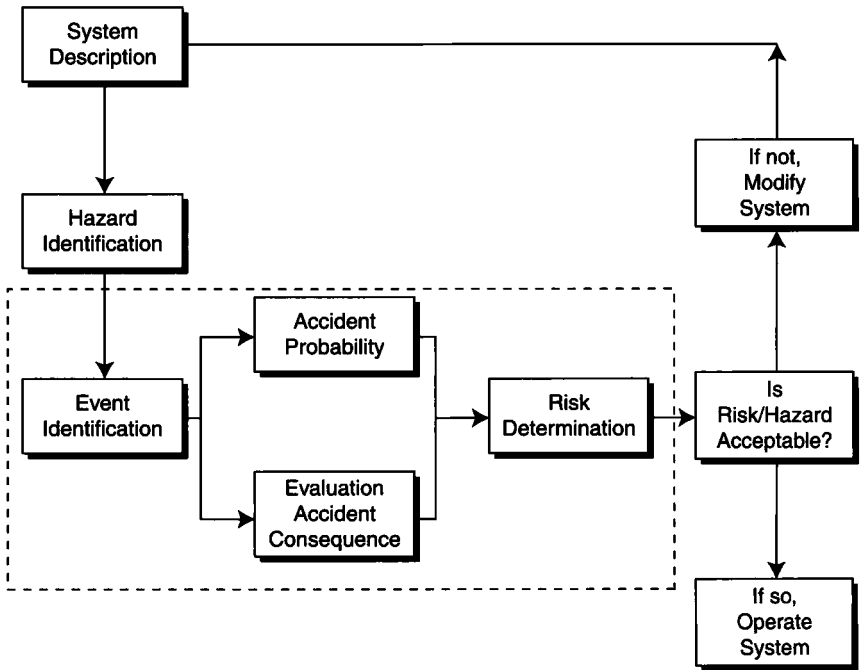 System
Description
Hazard
Identification
Event
Identification
Accident
Probability
Evaluation
Accident
Consequence
Risk
Determination
Is
Risk/Hazard
Acceptable?
If not,
Modify
System
If so,
Operate
System